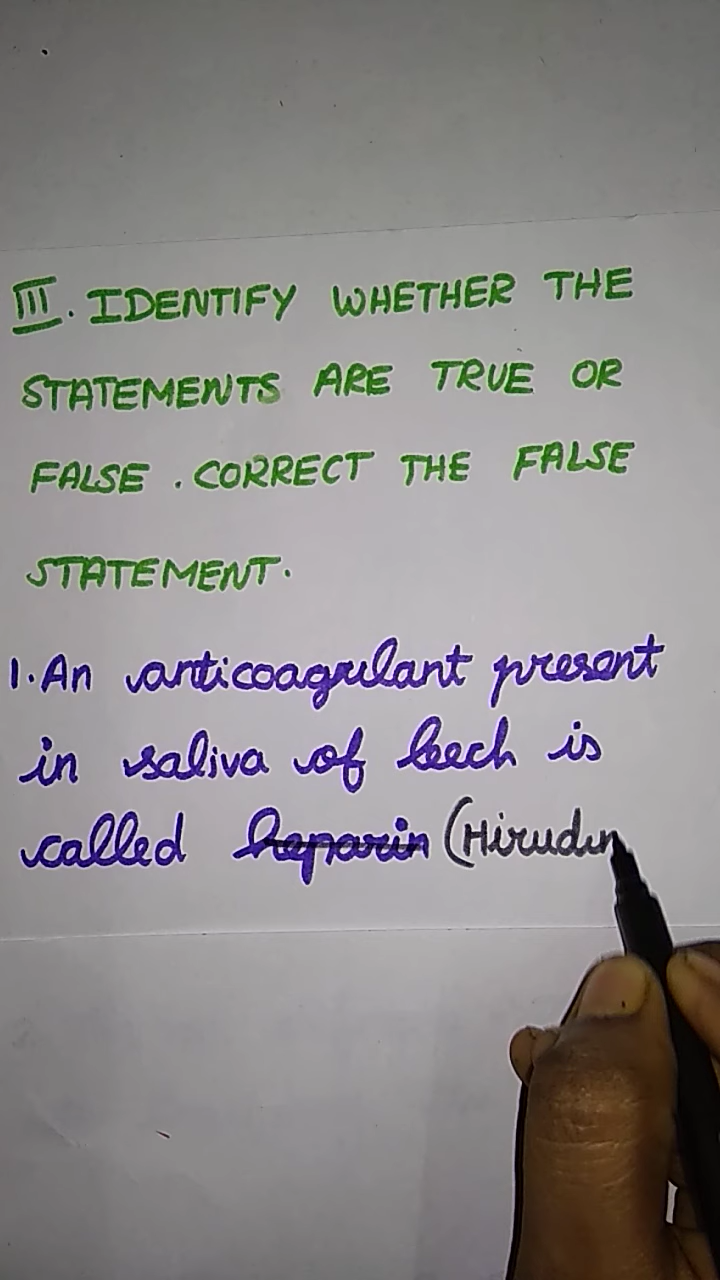 III. IDENTIFY WHETHER THE
STATEMENTS ARE TRUE OR
FALSE. CORRECT THE FALSE
STATEMENT.
1. An anticoagulant present
in saliva of leech is
called heparin (Hirudin